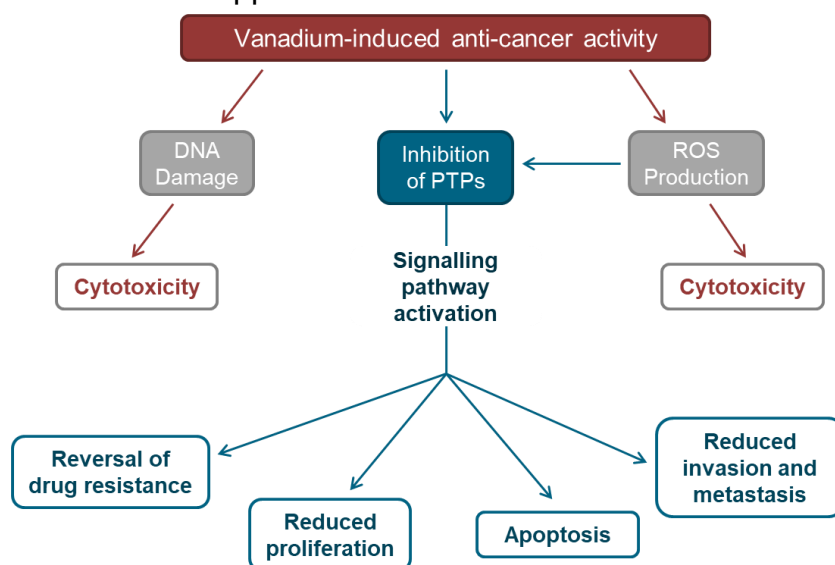 Vanadium-induced anti-cancer activity
DNA
Damage
Inhibition
of PTPs
ROS
Production
Cytotoxicity
Signalling
pathway
activation
Cytotoxicity
Reversal of
drug resistance
Reduced
proliferation
Apoptosis
Reduced
invasion and
metastasis